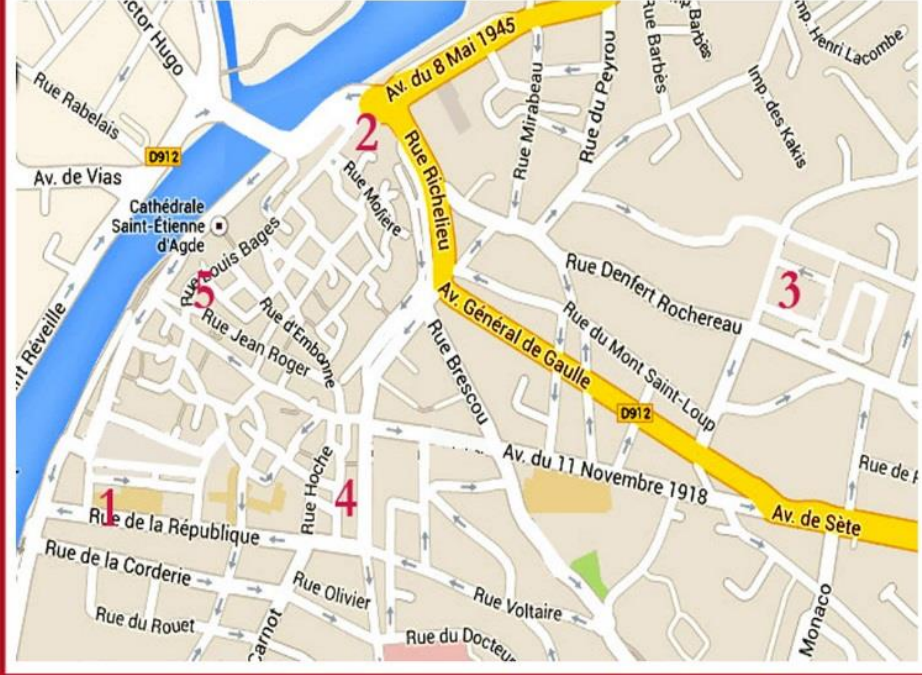 ctor Hugo
Rue Rabelais
D912
Av. de Vias
Cathédrale
Saint-Étienne
d'Agde
Av. du 8 Mai 1945
2
Rue Richelieu
Rue Molière
Rue Mirabeau
Rue du Peyrou
Rue Barbès
Barbès
Imp. Henri Lacombe
Imp. des Kakis
Rue Louis Bages
5
Rue d'Embonne
Rue Jean Roger
nt Réveille
Rue Denfert Rochereau
3
Av. Général de Gaulle
Rue du Mont Saint-Loup
Rue Brescou
D912
Av. du 11 Novembre 1918
Rue de
Av. de Sète
Rue Hoche
4
1
Rue de la République
Rue de la Corderie
Rue Olivier
Rue Voltaire
Rue du Rouet
Carnot
Rue du Docteur
Monaco